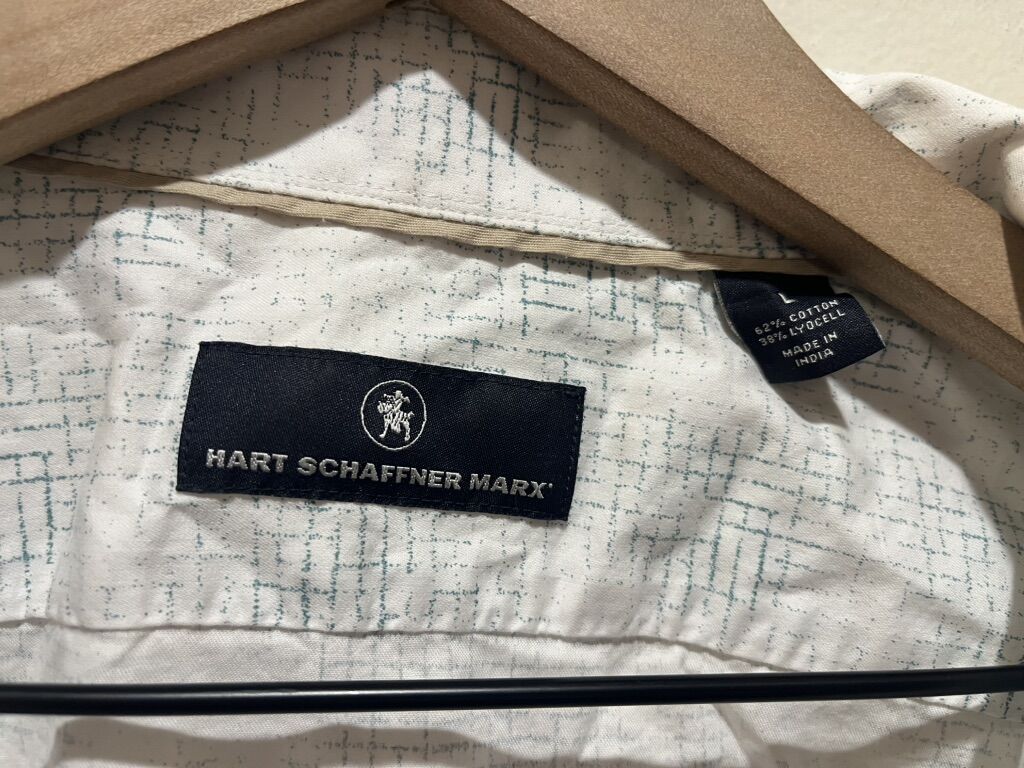 HART SCHAFFNER MARX®
L
62% COTTON
38% LYOCELL
MADE IN
INDIA